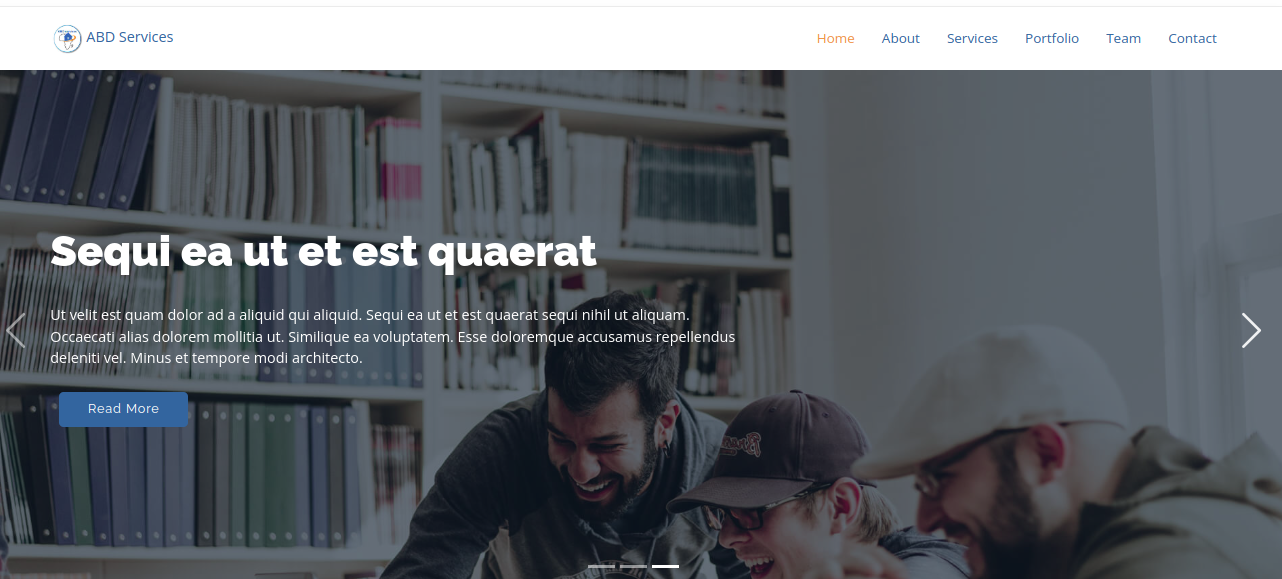 ABD Services
Home About Services Portfolio Team Contact
Sequi ea ut et est quaerat
Ut velit est quam dolor ad a aliquid qui aliquid. Sequi ea ut et est quaerat sequi nihil ut aliquam.
Occaecati alias dolorem mollitia ut. Similique ea voluptatem. Esse doloremque accusamus repellendus
deleniti vel. Minus et tempore modi architecto.
Read More